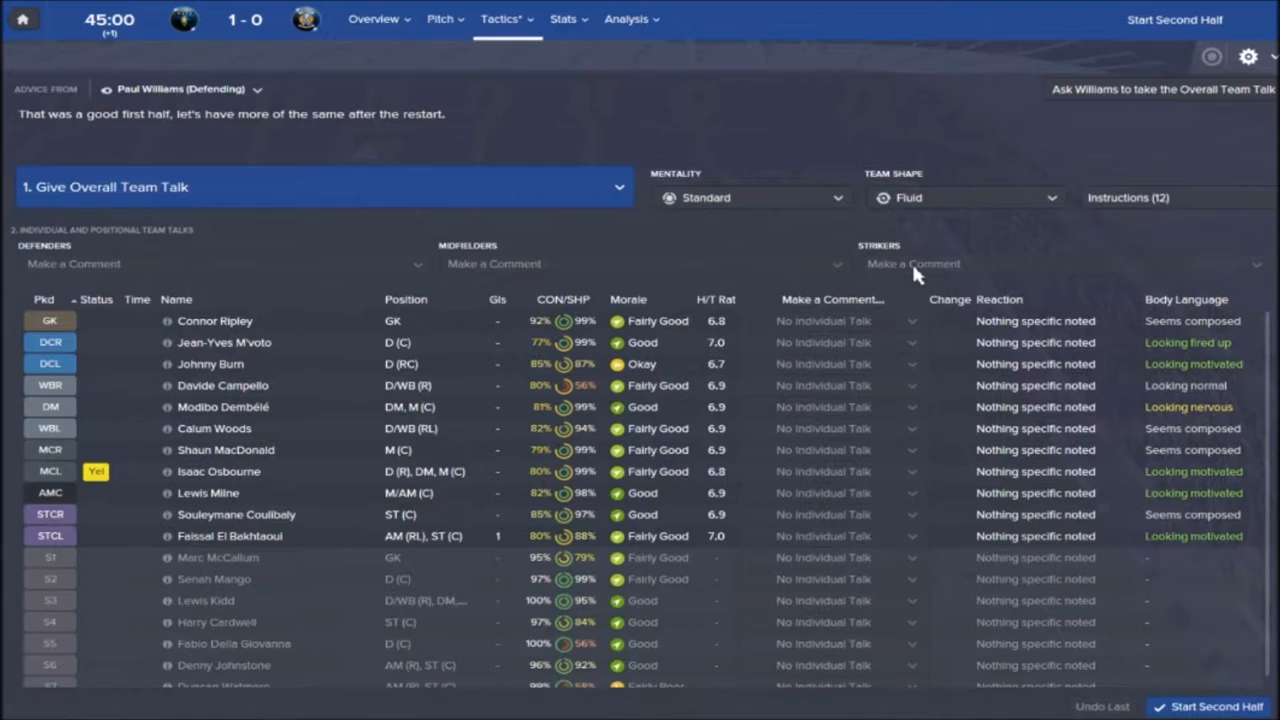 45:00 1 - 0 Overview Pitch Tactics* Stats Analysis Start Second Half
(+1)
ADVICE FROM Paul Williams (Defending) Ask Williams to take the Overall Team Talk
That was a good first half, let's have more of the same after the restart.
MENTALITY TEAM SHAPE
1. Give Overall Team Talk Standard Fluid Instructions (12)
2. INDIVIDUAL AND POSITIONAL TEAM TALKS
DEFENDERS MIDFIELDERS STRIKERS
Make a Comment Make a Comment Make a Comment
Pkd Status Time Name Position Gls CON/SHP Morale H/T Rat Make a Comment... Change Reaction Body Language
GK Connor Ripley GK - 92% 99% Fairly Good 6.8 No Individual Talk Nothing specific noted Seems composed
DCR Jean-Yves M'voto D (C) - 77% 99% Good 7.0 No Individual Talk Nothing specific noted Looking fired up
DCL Johnny Burn D (RC) - 85% 87% Okay 6.7 No Individual Talk Nothing specific noted Looking motivated
WBR Davide Campello D/WB (R) - 80% 56% Fairly Good 6.9 No Individual Talk Nothing specific noted Looking normal
DM Modibo Dembélé DM, M (C) - 81% 99% Good 6.9 No Individual Talk Nothing specific noted Looking nervous
WBL Calum Woods D/WB (RL) - 82% 94% Fairly Good 6.9 No Individual Talk Nothing specific noted Seems composed
MCR Shaun MacDonald M (C) - 79% 99% Fairly Good 6.9 No Individual Talk Nothing specific noted Seems composed
MCL Yel Isaac Osbourne D (R), DM, M (C) - 80% 99% Fairly Good 6.8 No Individual Talk Nothing specific noted Looking motivated
AMC Lewis Milne M/AM (C) - 82% 98% Good 6.9 No Individual Talk Nothing specific noted Looking motivated
STCR Souleymane Coulibaly ST (C) - 85% 97% Good 6.9 No Individual Talk Nothing specific noted Seems composed
STCL Faissal El Bakhtaoui AM (RL), ST (C) 1 80% 88% Fairly Good 7.0 No Individual Talk Nothing specific noted Looking motivated
S1 Marc McCallum GK - 95% 79% Fairly Good - No Individual Talk Nothing specific noted -
S2 Senah Mango D (C) - 97% 99% Fairly Good - No Individual Talk Nothing specific noted -
S3 Lewis Kidd D/WB (R), DM,... - 100% 95% Good - No Individual Talk Nothing specific noted -
S4 Harry Cardwell ST (C) - 97% 84% Good - No Individual Talk Nothing specific noted -
S5 Fabio Della Giovanna D (C) - 100% 56% Good - No Individual Talk Nothing specific noted -
S6 Denny Johnstone AM (R), ST (C) - 96% 92% Good - No Individual Talk Nothing specific noted -
S7 Duncan Watmore AM (RL), ST (C) - 99% 58% Fairly Poor - No Individual Talk Nothing specific noted
Undo Last Start Second Half